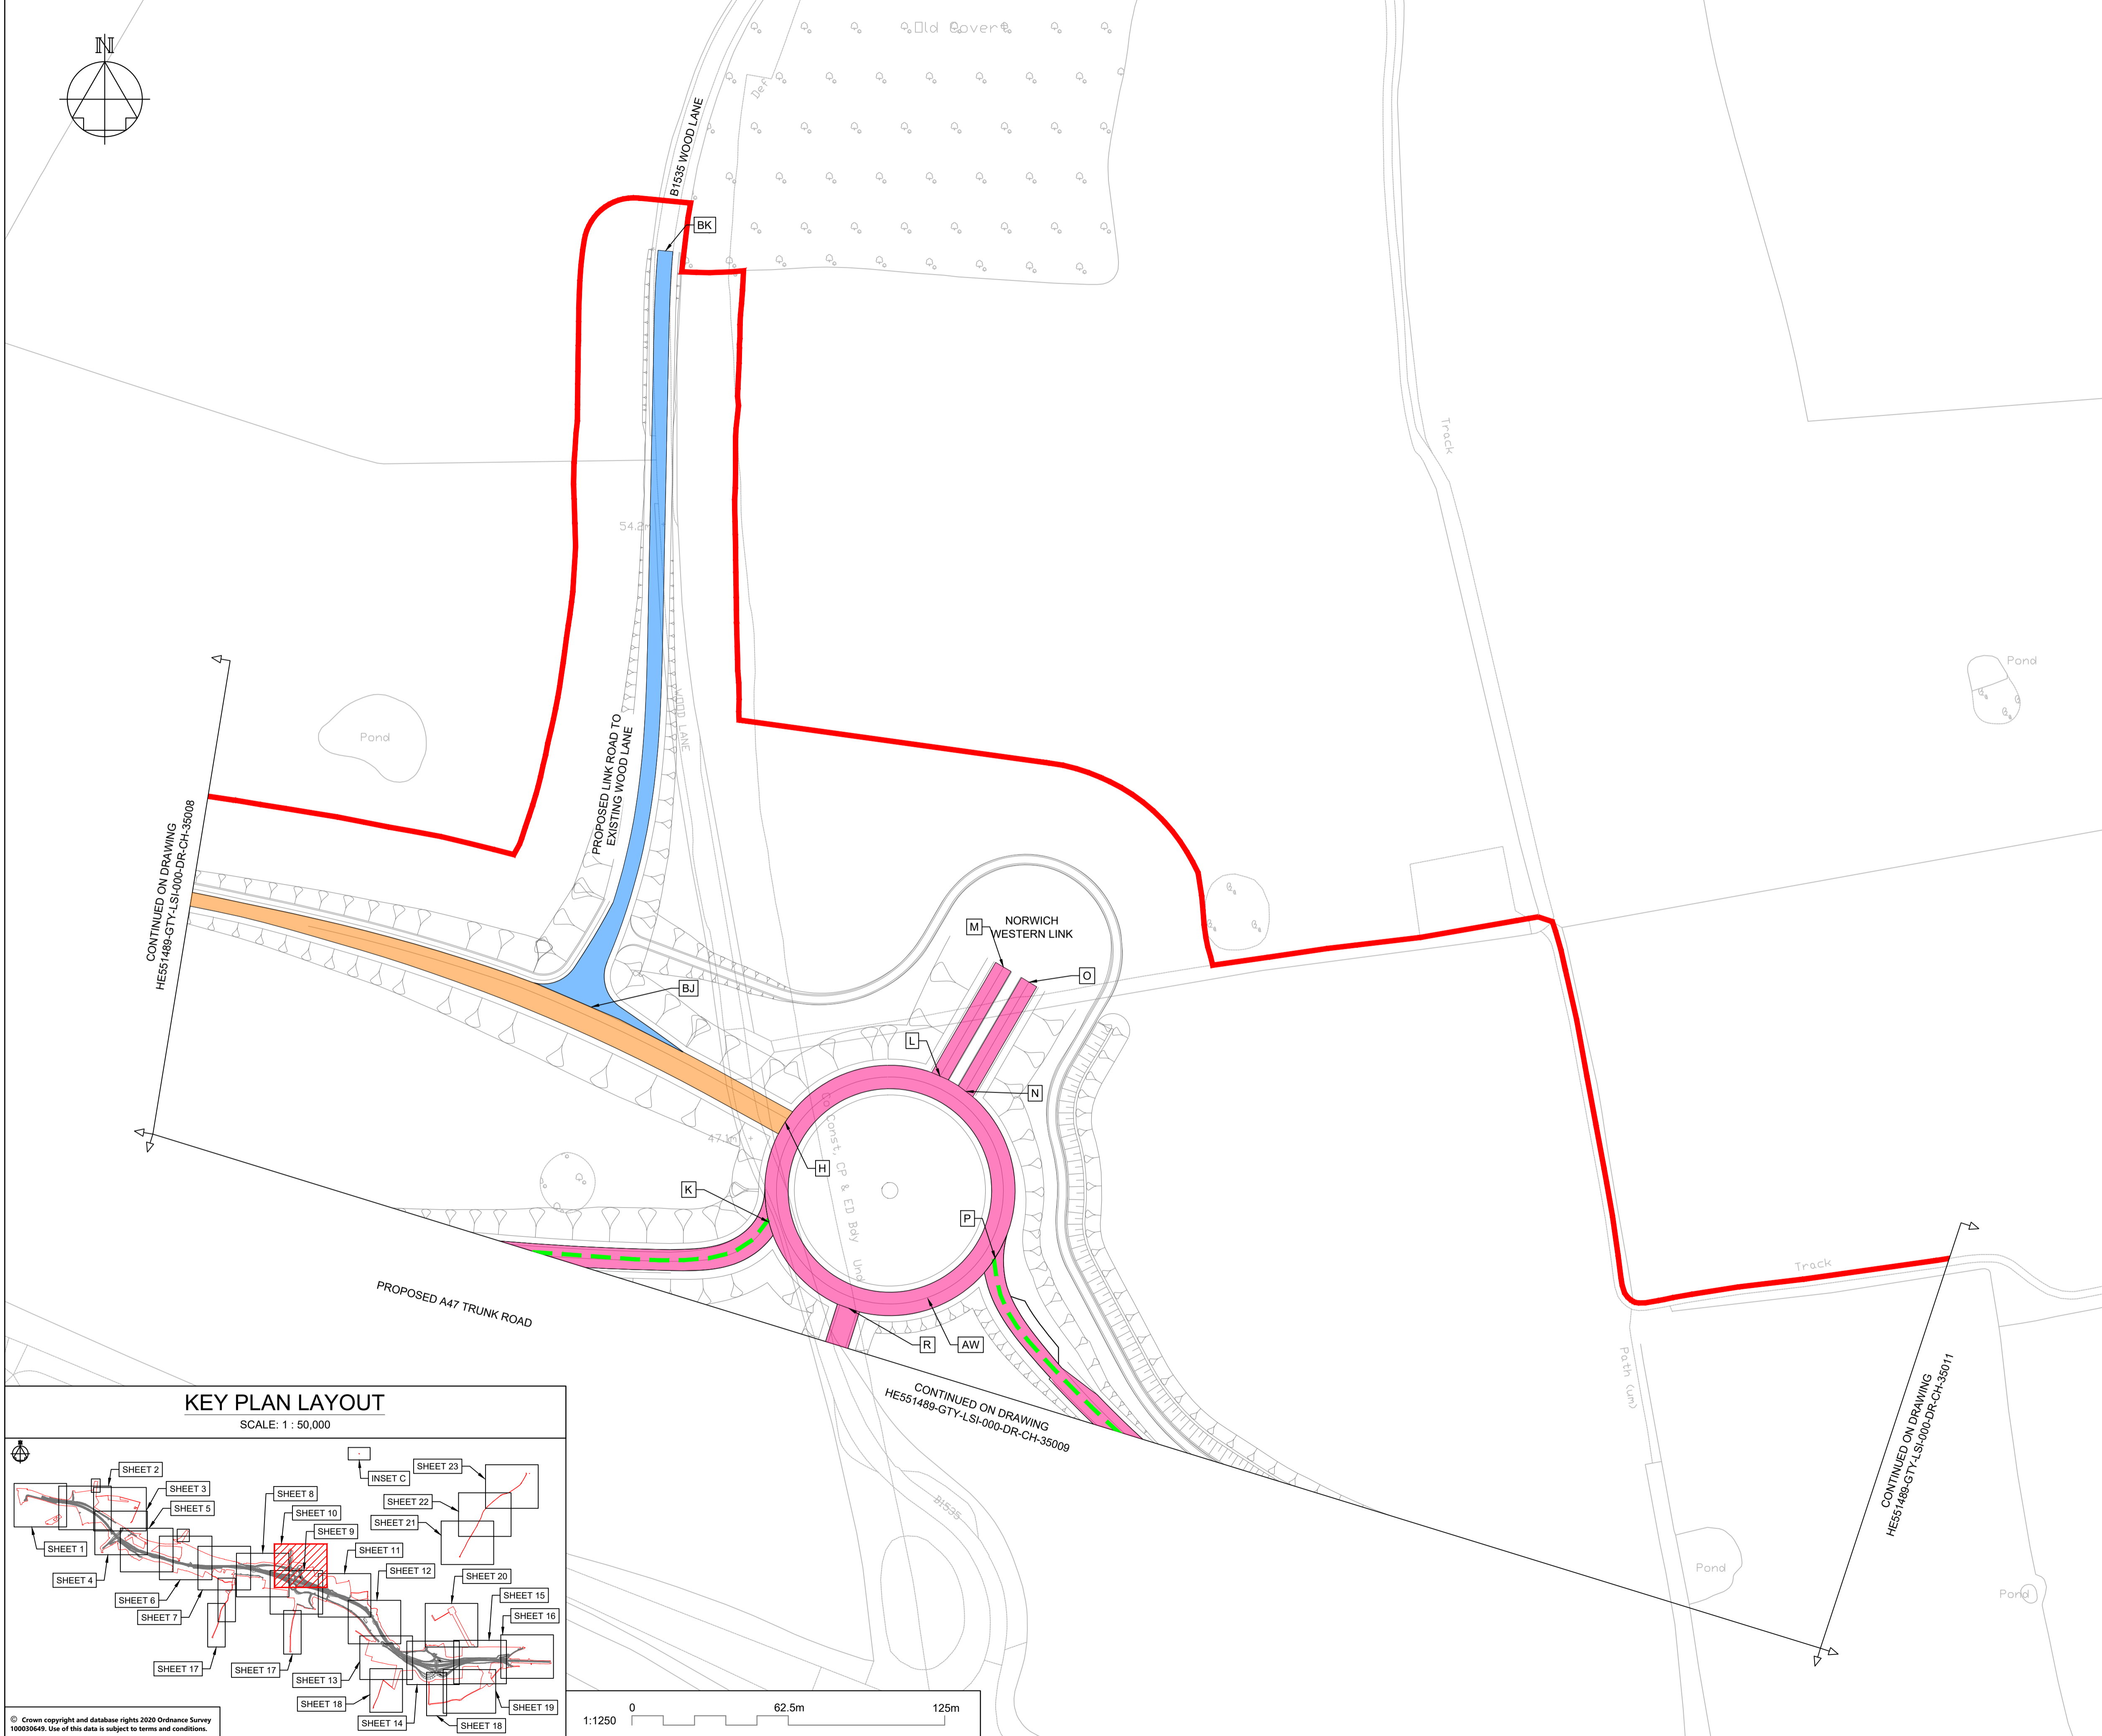 N
Old Covert
Def
B1535 WOOD LANE
BK
Track
54.2m
Pond
WOOD LANE
PROPOSED LINK ROAD TO
EXISTING WOOD LANE
Pond
CONTINUED ON DRAWING
HE551489-GTY-LSI-000-DR-CH-35008
M
NORWICH
WESTERN LINK
O
BJ
L
N
47.1m +
Co Const, CP & ED Bdy
Und
H
K
P
Track
PROPOSED A47 TRUNK ROAD
R
AW
Path (um)
CONTINUED ON DRAWING
HE551489-GTY-LSI-000-DR-CH-35009
CONTINUED ON DRAWING
HE551489-GTY-LSI-000-DR-CH-35011
B1535
Pond
Pond
KEY PLAN LAYOUT
SCALE: 1 : 50,000
SHEET 23
SHEET 2
INSET C
SHEET 3
SHEET 8
SHEET 22
SHEET 5
SHEET 10
SHEET 21
SHEET 9
SHEET 1
SHEET 11
SHEET 12
SHEET 4
SHEET 20
SHEET 15
SHEET 6
SHEET 16
SHEET 7
SHEET 17
SHEET 17
SHEET 13
SHEET 18
SHEET 19
SHEET 14
SHEET 18
© Crown copyright and database rights 2020 Ordnance Survey
100030649. Use of this data is subject to terms and conditions.
1:1250
0
62.5m
125m